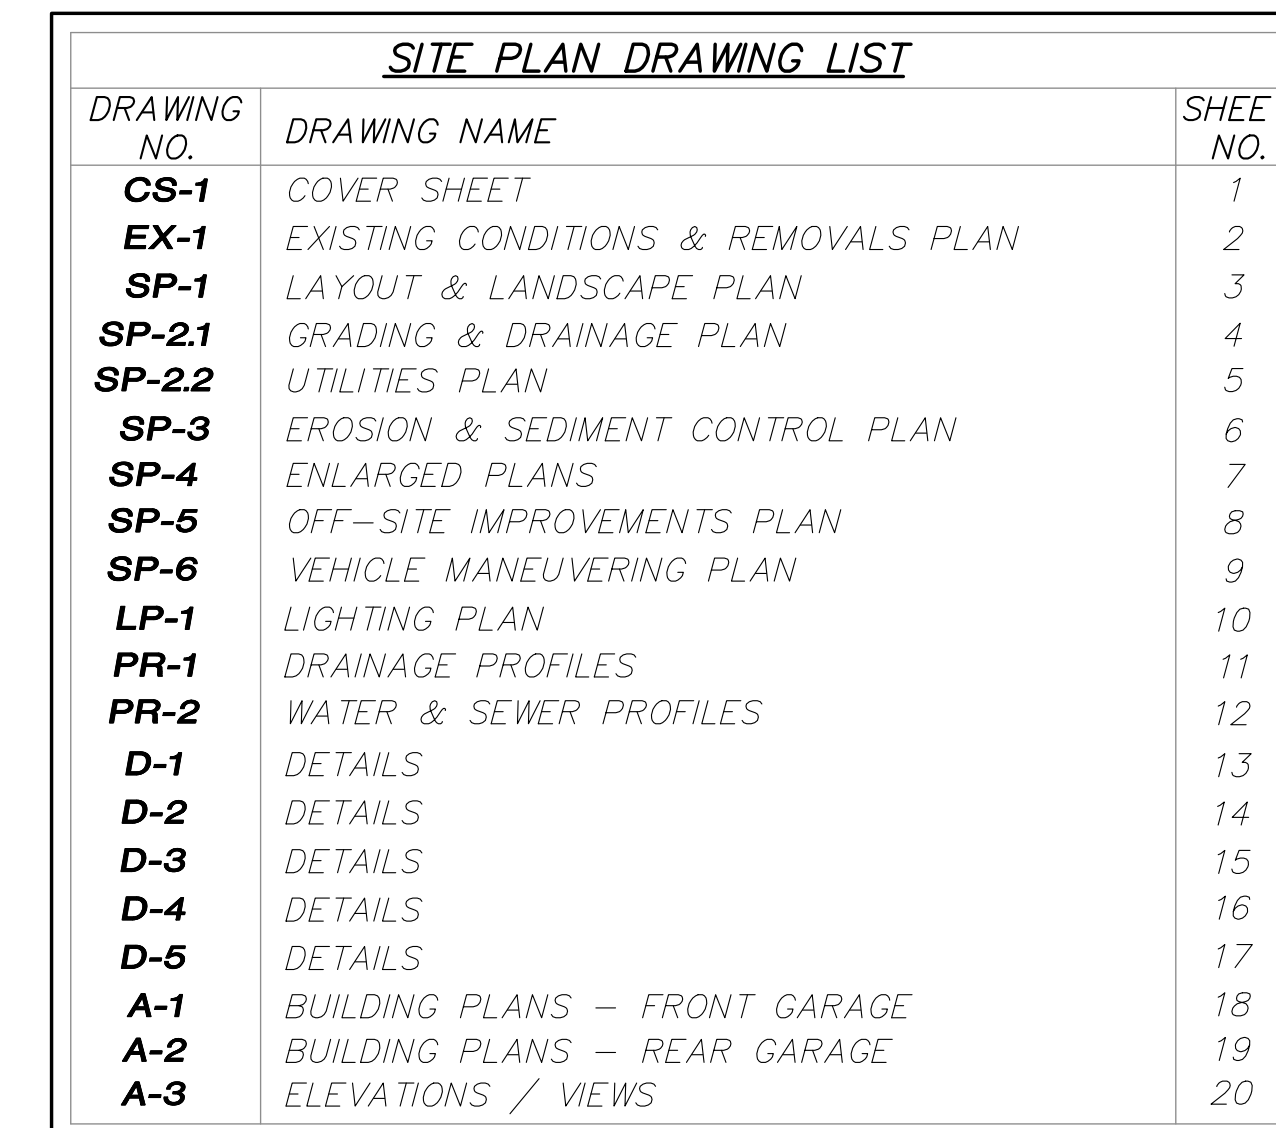 SITE PLAN DRAWING LIST
DRAWING NO. DRAWING NAME SHEE NO.
CS-1 COVER SHEET 1
EX-1 EXISTING CONDITIONS & REMOVALS PLAN 2
SP-1 LAYOUT & LANDSCAPE PLAN 3
SP-2.1 GRADING & DRAINAGE PLAN 4
SP-2.2 UTILITIES PLAN 5
SP-3 EROSION & SEDIMENT CONTROL PLAN 6
SP-4 ENLARGED PLANS 7
SP-5 OFF-SITE IMPROVEMENTS PLAN 8
SP-6 VEHICLE MANEUVERING PLAN 9
LP-1 LIGHTING PLAN 10
PR-1 DRAINAGE PROFILES 11
PR-2 WATER & SEWER PROFILES 12
D-1 DETAILS 13
D-2 DETAILS 14
D-3 DETAILS 15
D-4 DETAILS 16
D-5 DETAILS 17
A-1 BUILDING PLANS - FRONT GARAGE 18
A-2 BUILDING PLANS - REAR GARAGE 19
A-3 ELEVATIONS / VIEWS 20